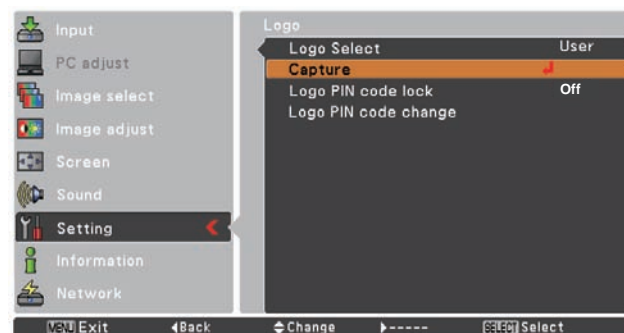 Input
PC adjust
Image select
Image adjust
Screen
Sound
Setting
Information
Network
Logo
Logo Select User
Capture
Logo PIN code lock Off
Logo PIN code change
MENU Exit ◀Back ◆Change ▶----- SELECT Select